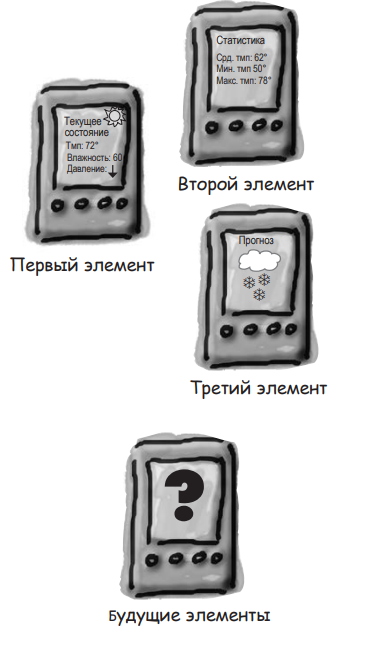 Статистика
Срд. тмп: 62°
Мин. тмп 50°
Макс. тмп: 78°
Второй элемент
Текущее
состояние
Тмп: 72°
Влажность: 60
Давление:
Первый элемент
Прогноз
Третий элемент
?
Будущие элементы